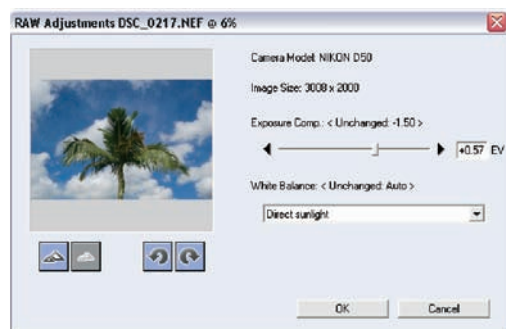 RAW Adjustments DSC_0217.NEF @ 6%
Camera Model: NIKON D50
Image Size: 3008 x 2000
Exposure Comp.: < Unchanged: -1.50 >
+0.57 EV
White Balance: < Unchanged: Auto >
Direct sunlight
OK Cancel